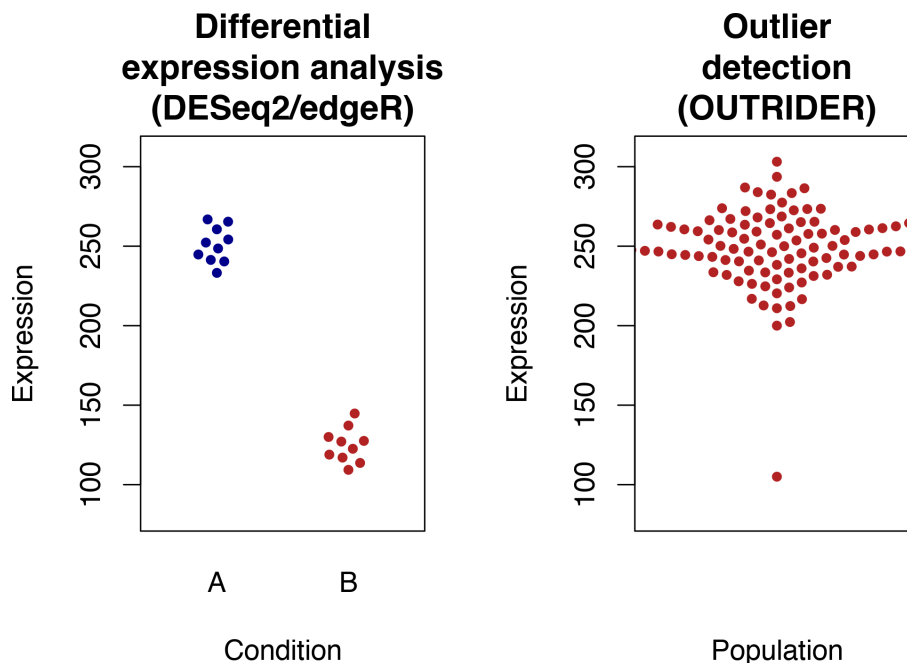 Differential
expression analysis
(DESeq2/edgeR)
300
250
200
150
100
Expression
A
B
Condition
Outlier
detection
(OUTRIDER)
300
250
200
150
100
Expression
Population